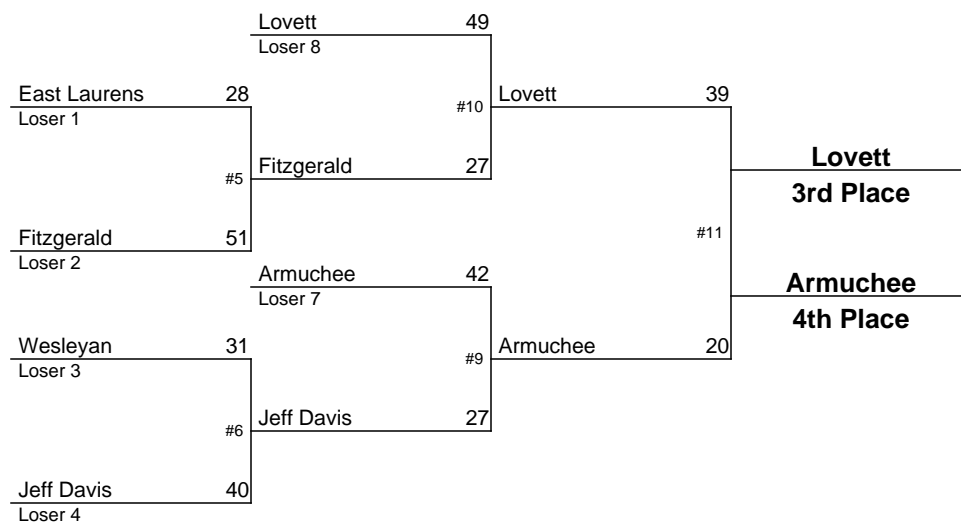 Lovett 49
Loser 8
East Laurens 28
Loser 1
#10
Lovett 39
#5
Fitzgerald 27
Lovett
3rd Place
Fitzgerald 51
Loser 2
#11
Armuchee 42
Loser 7
Armuchee
4th Place
Wesleyan 31
Loser 3
#9
Armuchee 20
#6
Jeff Davis 27
Jeff Davis 40
Loser 4